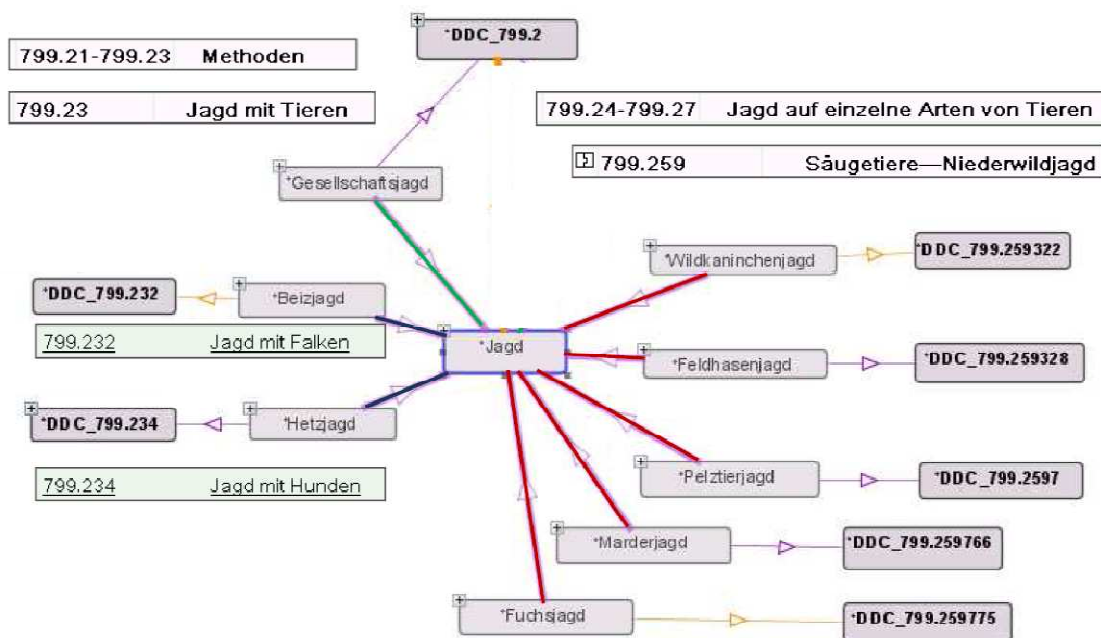 *DDC_799.2
799.21-799.23 Methoden
799.23 Jagd mit Tieren
799.24-799.27 Jagd auf einzelne Arten von Tieren
799.259 Säugetiere—Niederwildjagd
*Gesellschaftsjagd
*Wildkaninchenjagd
*DDC_799.259322
*DDC_799.232
*Beizjagd
799.232 Jagd mit Falken
*Jagd
*Feldhasenjagd
*DDC_799.259328
*DDC_799.234
*Hetzjagd
*Pelztierjagd
*DDC_799.2597
799.234 Jagd mit Hunden
*Marderjagd
*DDC_799.259766
*Fuchsjagd
*DDC_799.259775